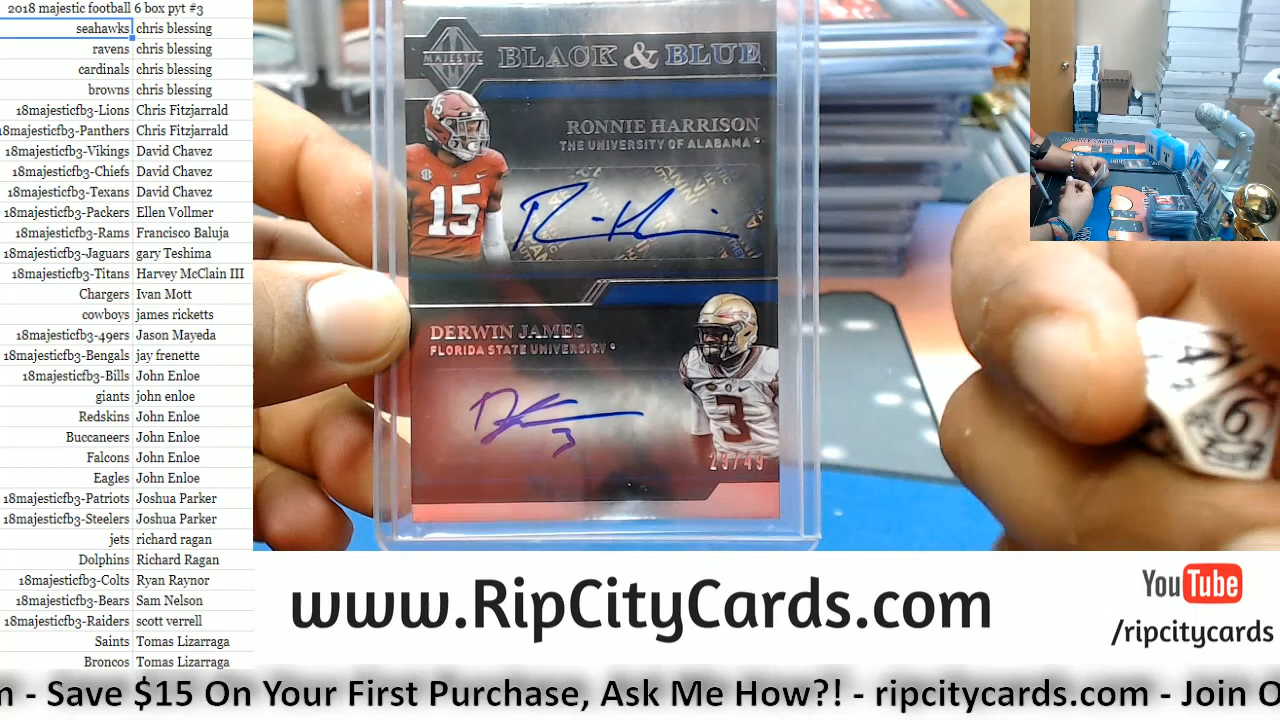 2018 majestic football 6 box pyt #3
seahawks chris blessing
ravens chris blessing
cardinals chris blessing
browns chris blessing
18majesticfb3-Lions Chris Fitzjarrald
18majesticfb3-Panthers Chris Fitzjarrald
18majesticfb3-Vikings David Chavez
18majesticfb3-Chiefs David Chavez
18majesticfb3-Texans David Chavez
18majesticfb3-Packers Ellen Vollmer
18majesticfb3-Rams Francisco Baluja
18majesticfb3-Jaguars gary Teshima
18majesticfb3-Titans Harvey McClain III
Chargers Ivan Mott
cowboys james ricketts
18majesticfb3-49ers Jason Mayeda
18majesticfb3-Bengals jay frenette
18majesticfb3-Bills John Enloe
giants john enloe
Redskins John Enloe
Buccaneers John Enloe
Falcons John Enloe
Eagles John Enloe
18majesticfb3-Patriots Joshua Parker
18majesticfb3-Steelers Joshua Parker
jets richard ragan
Dolphins Richard Ragan
18majesticfb3-Colts Ryan Raynor
18majesticfb3-Bears Sam Nelson
18majesticfb3-Raiders scott verrell
Saints Tomas Lizarraga
Broncos Tomas Lizarraga
MAJESTIC
BLACK & BLUE
RONNIE HARRISON
THE UNIVERSITY OF ALABAMA
15
DERWIN JAMES
FLORIDA STATE UNIVERSITY
3
3
29/49
6
www.RipCityCards.com
YouTube
/ripcitycards
m - Save $15 On Your First Purchase, Ask Me How?! - ripcitycards.com - Join O